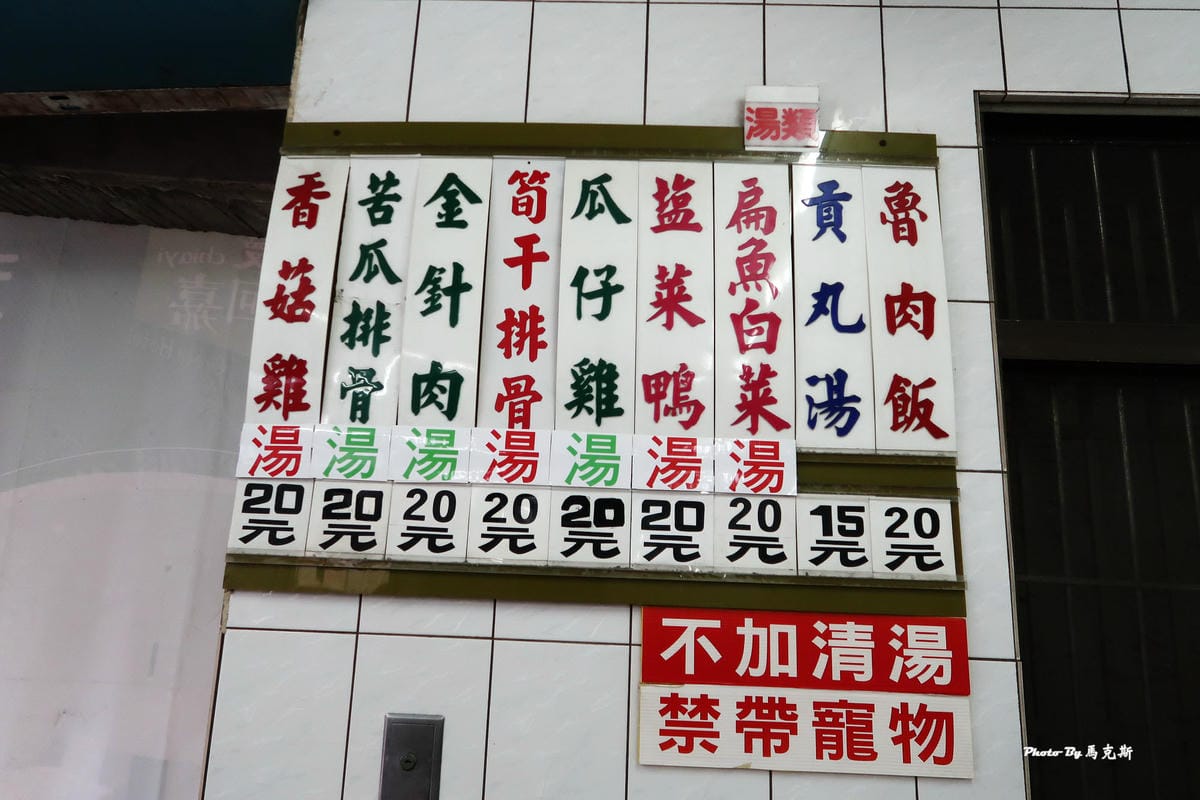 湯類
魯肉飯
20元
貢丸湯
15元
扁魚白菜湯
20元
盐菜鴨湯
20元
瓜仔雞湯
20元
筍干排骨湯
20元
金針肉湯
20元
苦瓜排骨湯
20元
香菇雞湯
20元
不加清湯
禁帶寵物
chiayi
Photo By 馬克斯